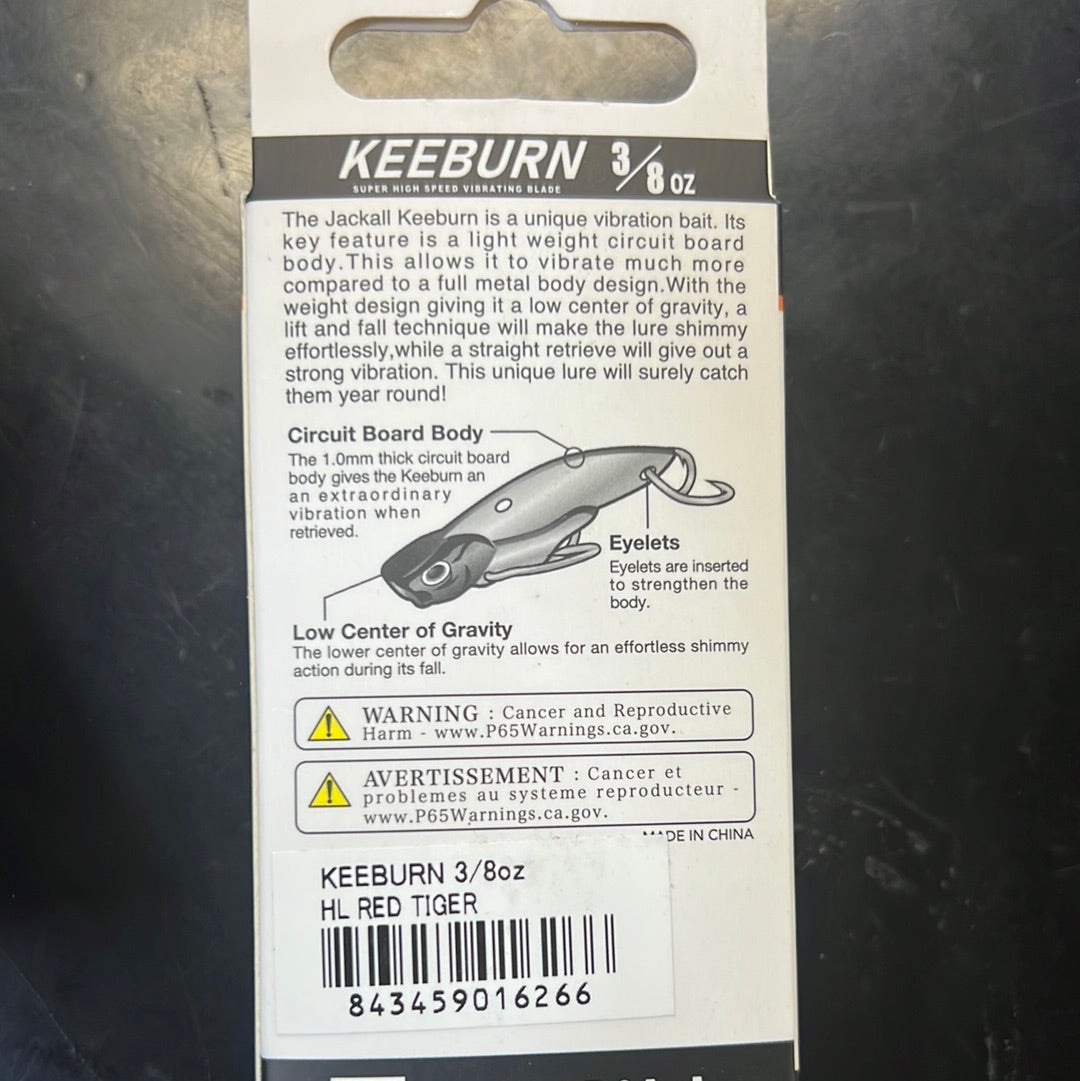 KEEBURN 3/8 OZ
SUPER HIGH SPEED VIBRATING BLADE
The Jackall Keeburn is a unique vibration bait. Its
key feature is a light weight circuit board
body.This allows it to vibrate much more
compared to a full metal body design.With the
weight design giving it a low center of gravity, a
lift and fall technique will make the lure shimmy
effortlessly,while a straight retrieve will give out a
strong vibration. This unique lure will surely catch
them year round!
Circuit Board Body
The 1.0mm thick circuit board
body gives the Keeburn an
an extraordinary
vibration when
retrieved.
Eyelets
Eyelets are inserted
to strengthen the
body.
Low Center of Gravity
The lower center of gravity allows for an effortless shimmy
action during its fall.
WARNING : Cancer and Reproductive
Harm - www.P65Warnings.ca.gov.
AVERTISSEMENT : Cancer et
problemes au systeme reproducteur -
www.P65Warnings.ca.gov.
MADE IN CHINA
KEEBURN 3/8oz
HL RED TIGER
843459016266